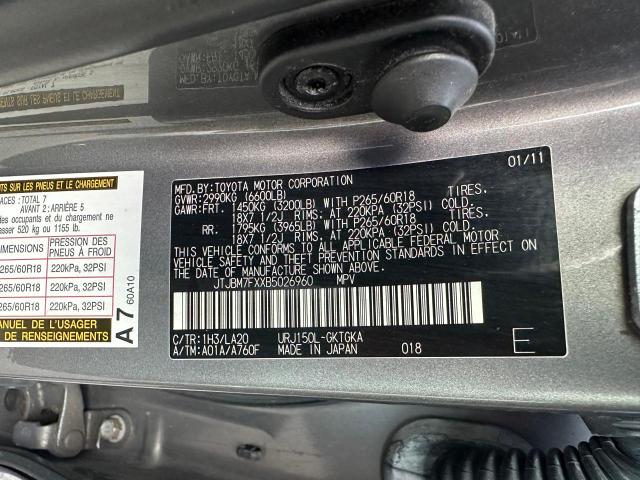 01/11
MFD.BY: TOYOTA MOTOR CORPORATION
GVWR: 2990KG (6600LB)
GAWR: FRT. 1450KG (3200LB) WITH P265/60R18 TIRES.
18X7 1/2J RIMS. AT 220KPA (32PSI) COLD.
RR. 1795KG (3965LB) WITH P265/60R18 TIRES.
18X7 1/2J RIMS. AT 220KPA (32PSI) COLD.
THIS VEHICLE CONFORMS TO ALL APPLICABLE FEDERAL MOTOR
VEHICLE SAFETY AND THEFT PREVENTION STANDARDS IN EFFECT ON
THE DATE OF MANUFACTURE SHOWN ABOVE.
JTJBM7FXXB5026960 MPV
C/TR: 1H3/LA20 URJ150L-GKTGKA
A/TM: A01A/A760F MADE IN JAPAN 018 E
TS SUR LES PNEUS ET LE CHARGEMENT
ACES: TOTAL 7
AVANT 2: ARRIÈRE 5
des occupants et du chargement ne
asser 520 kg ou 1155 lb.
IMENSIONS PRESSION DES PNEUS À FROID
265/60R18 220kPa, 32PSI
265/60R18 220kPa, 32PSI
265/60R18 220kPa, 32PSI
ANUEL DE L'USAGER
DE RENSEIGNEMENTS
A7 60A10